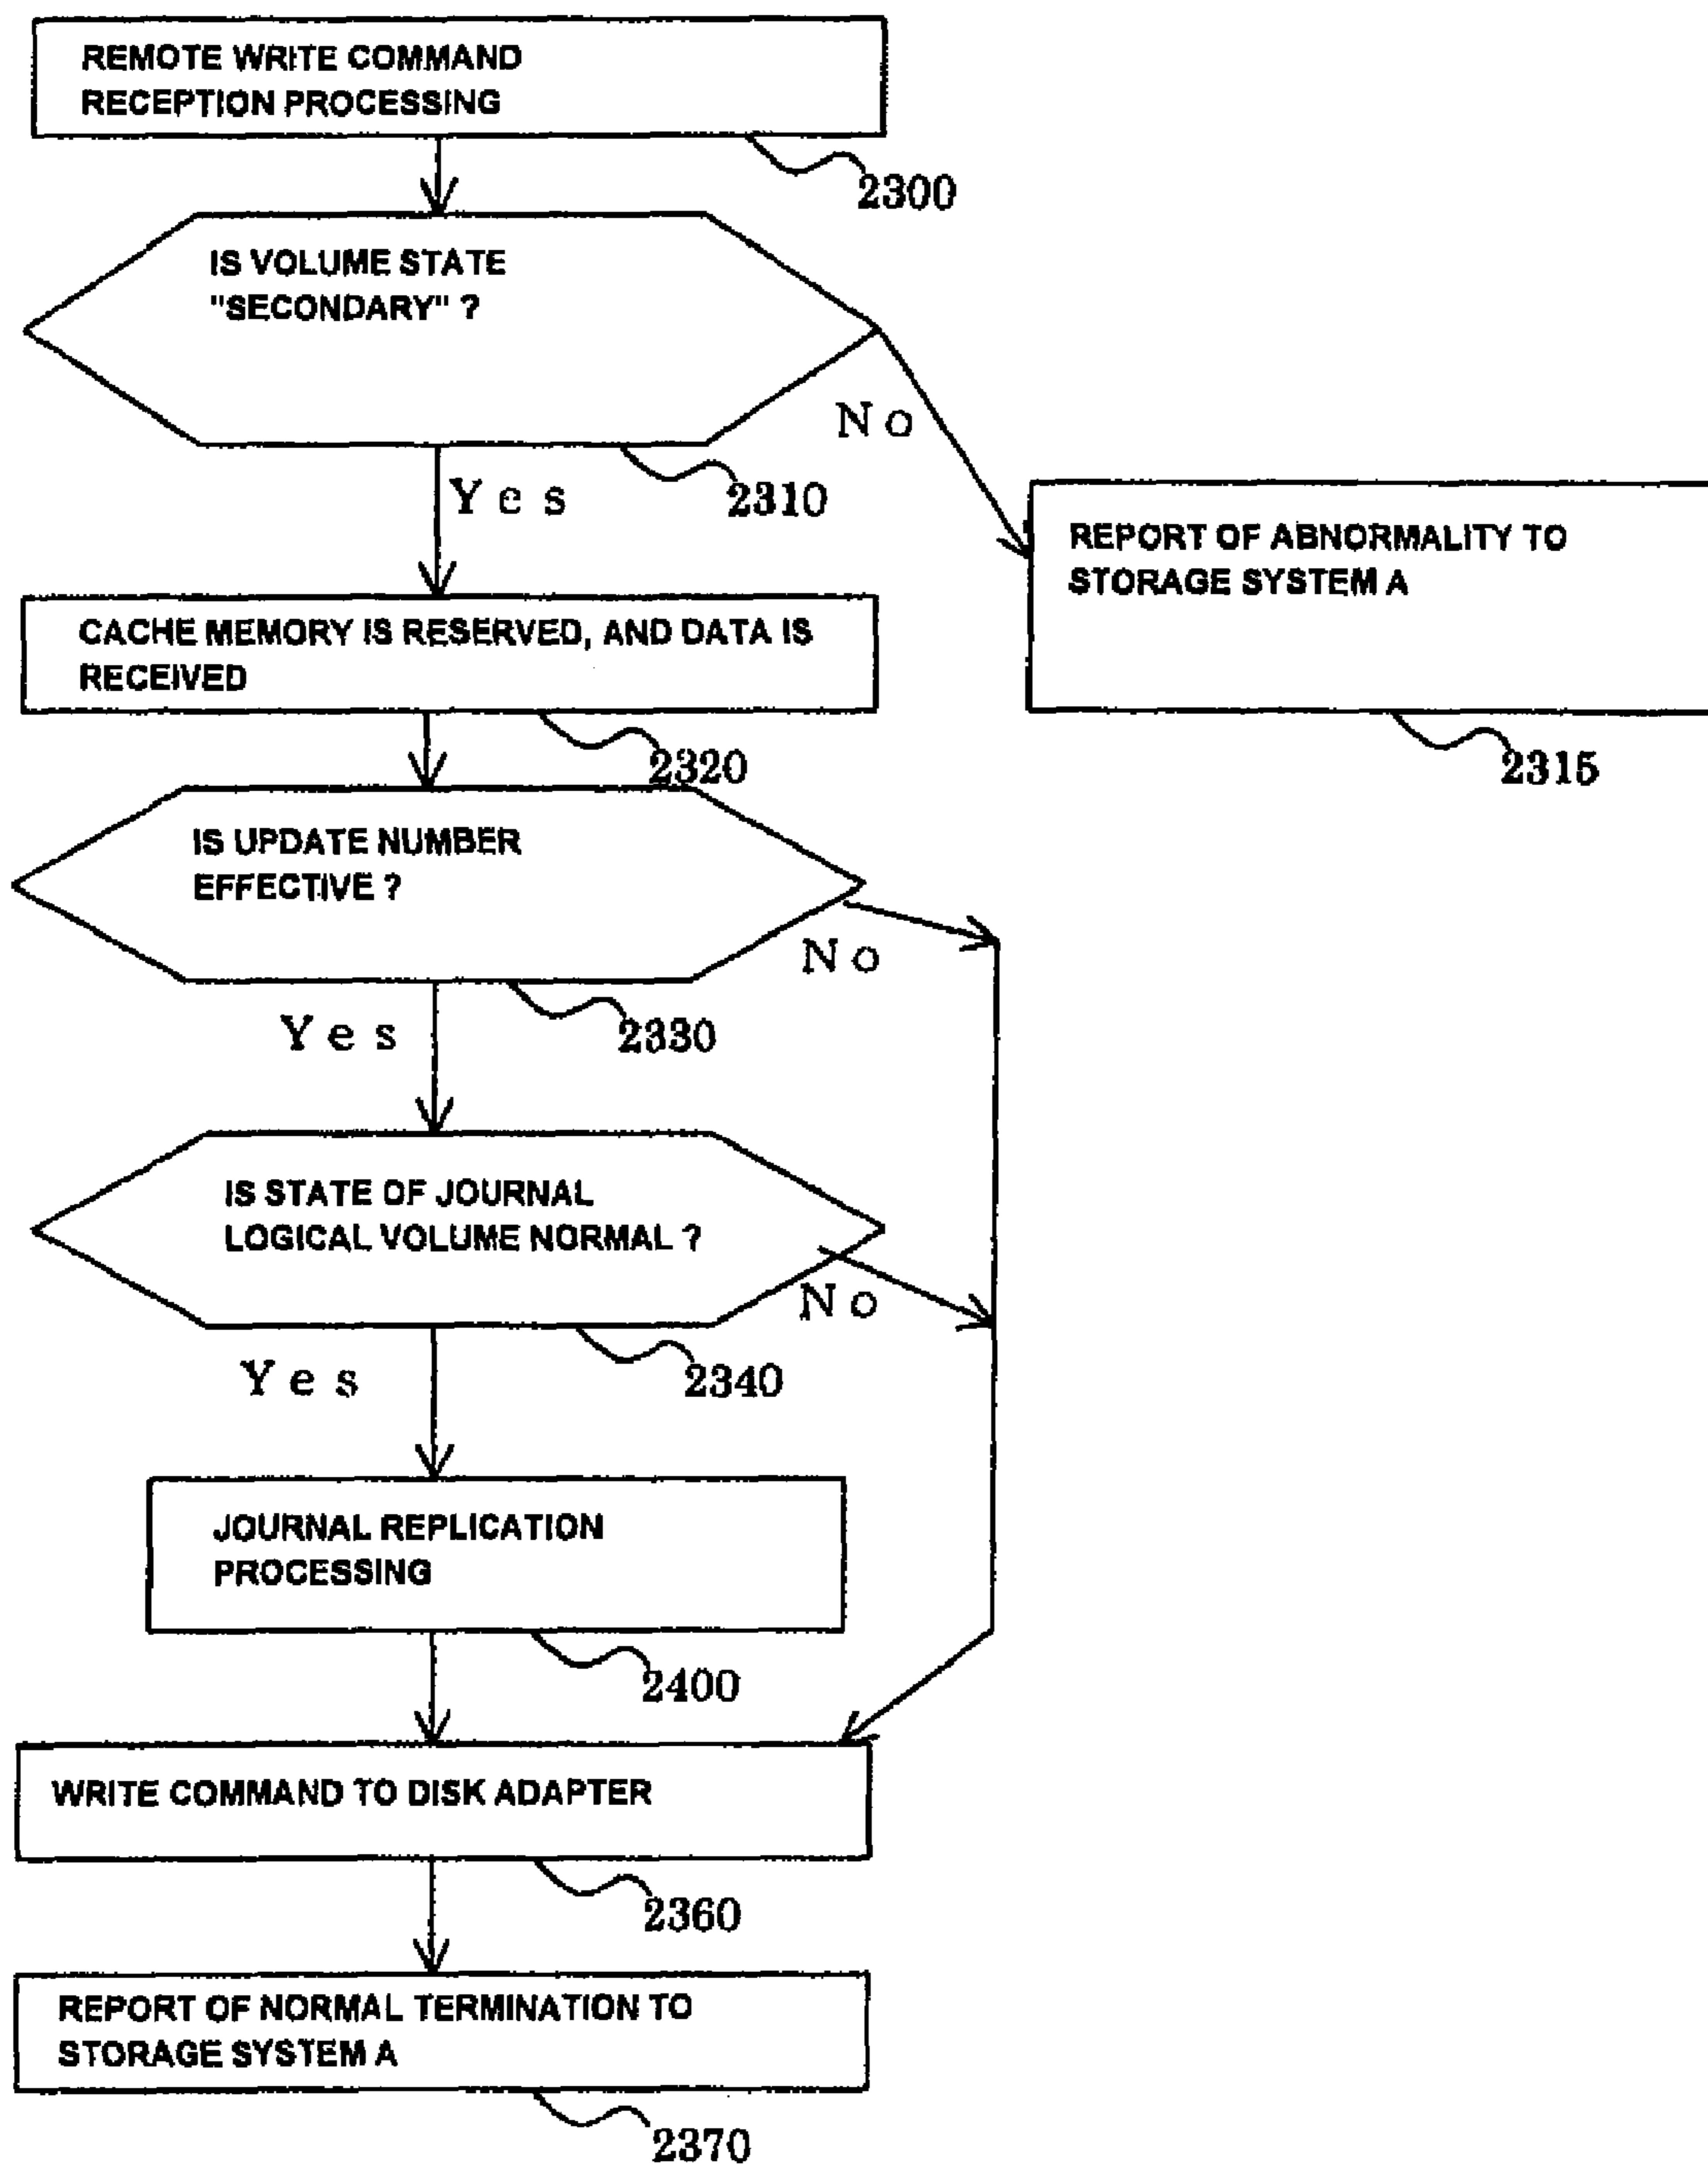 REMOTE WRITE COMMAND
RECEPTION PROCESSING
2300
IS VOLUME STATE
"SECONDARY" ?
No
Yes
2310
REPORT OF ABNORMALITY TO
STORAGE SYSTEM A
2315
CACHE MEMORY IS RESERVED, AND DATA IS
RECEIVED
2320
IS UPDATE NUMBER
EFFECTIVE ?
No
Yes
2330
IS STATE OF JOURNAL
LOGICAL VOLUME NORMAL ?
No
Yes
2340
JOURNAL REPLICATION
PROCESSING
2400
WRITE COMMAND TO DISK ADAPTER
2360
REPORT OF NORMAL TERMINATION TO
STORAGE SYSTEM A
2370